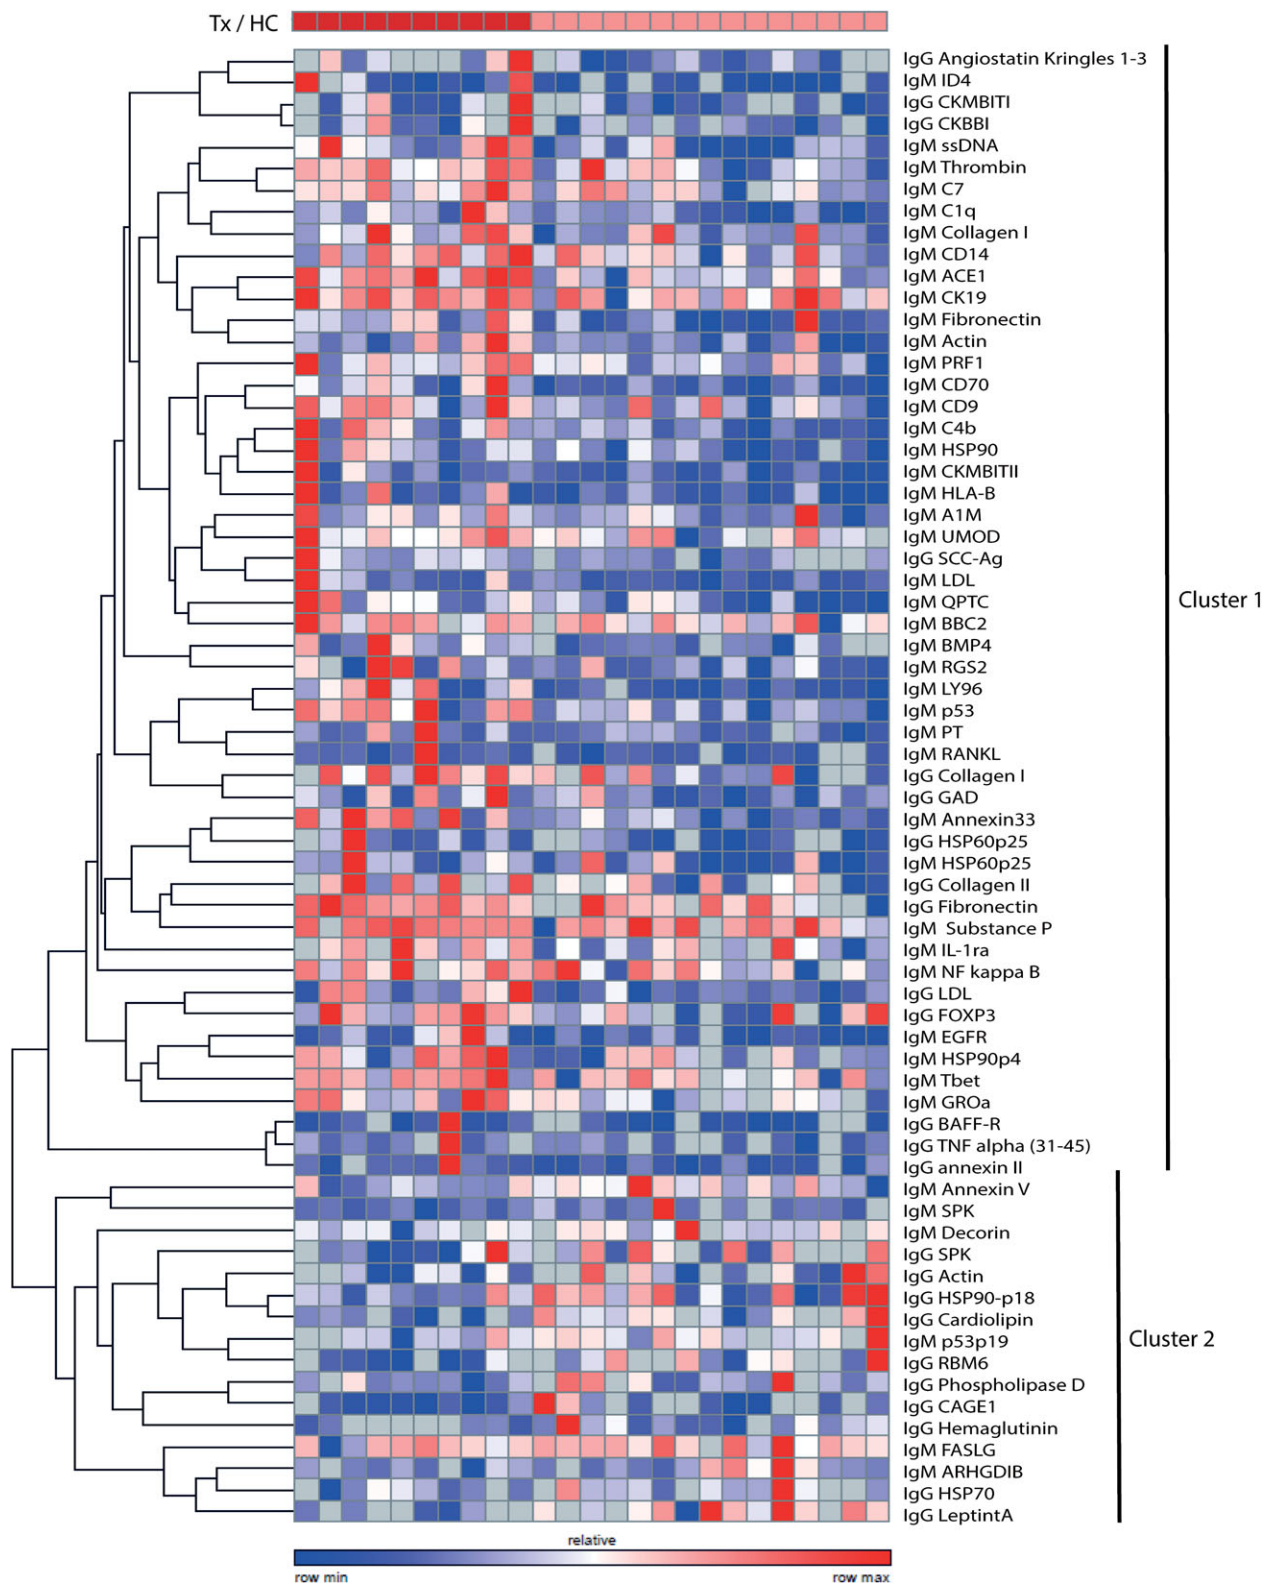 Tx / HC
IgG Angiostatin Kringles 1-3
IgM ID4
IgG CKMBITI
IgG CKBBI
IgM ssDNA
IgM Thrombin
IgM C7
IgM C1q
IgM Collagen I
IgM CD14
IgM ACE1
IgM CK19
IgM Fibronectin
IgM Actin
IgM PRF1
IgM CD70
IgM CD9
IgM C4b
IgM HSP90
IgM CKMBITII
IgM HLA-B
IgM A1M
IgM UMOD
IgG SCC-Ag
IgM LDL
IgM QPTC
IgM BBC2
IgM BMP4
IgM RGS2
IgM LY96
IgM p53
IgM PT
IgM RANKL
IgG Collagen I
IgG GAD
IgM Annexin33
IgG HSP60p25
IgM HSP60p25
IgG Collagen II
IgG Fibronectin
IgM Substance P
IgM IL-1ra
IgM NF kappa B
IgG LDL
IgG FOXP3
IgM EGFR
IgM HSP90p4
IgM Tbet
IgM GROa
IgG BAFF-R
IgG TNF alpha (31-45)
IgG annexin II
Cluster 1
IgM Annexin V
IgM SPK
IgM Decorin
IgG SPK
IgG Actin
IgG HSP90-p18
IgG Cardiolipin
IgM p53p19
IgG RBM6
IgG Phospholipase D
IgG CAGE1
IgG Hemaglutinin
IgM FASLG
IgM ARHGDIB
IgG HSP70
IgG LeptintA
Cluster 2
relative
row min
row max